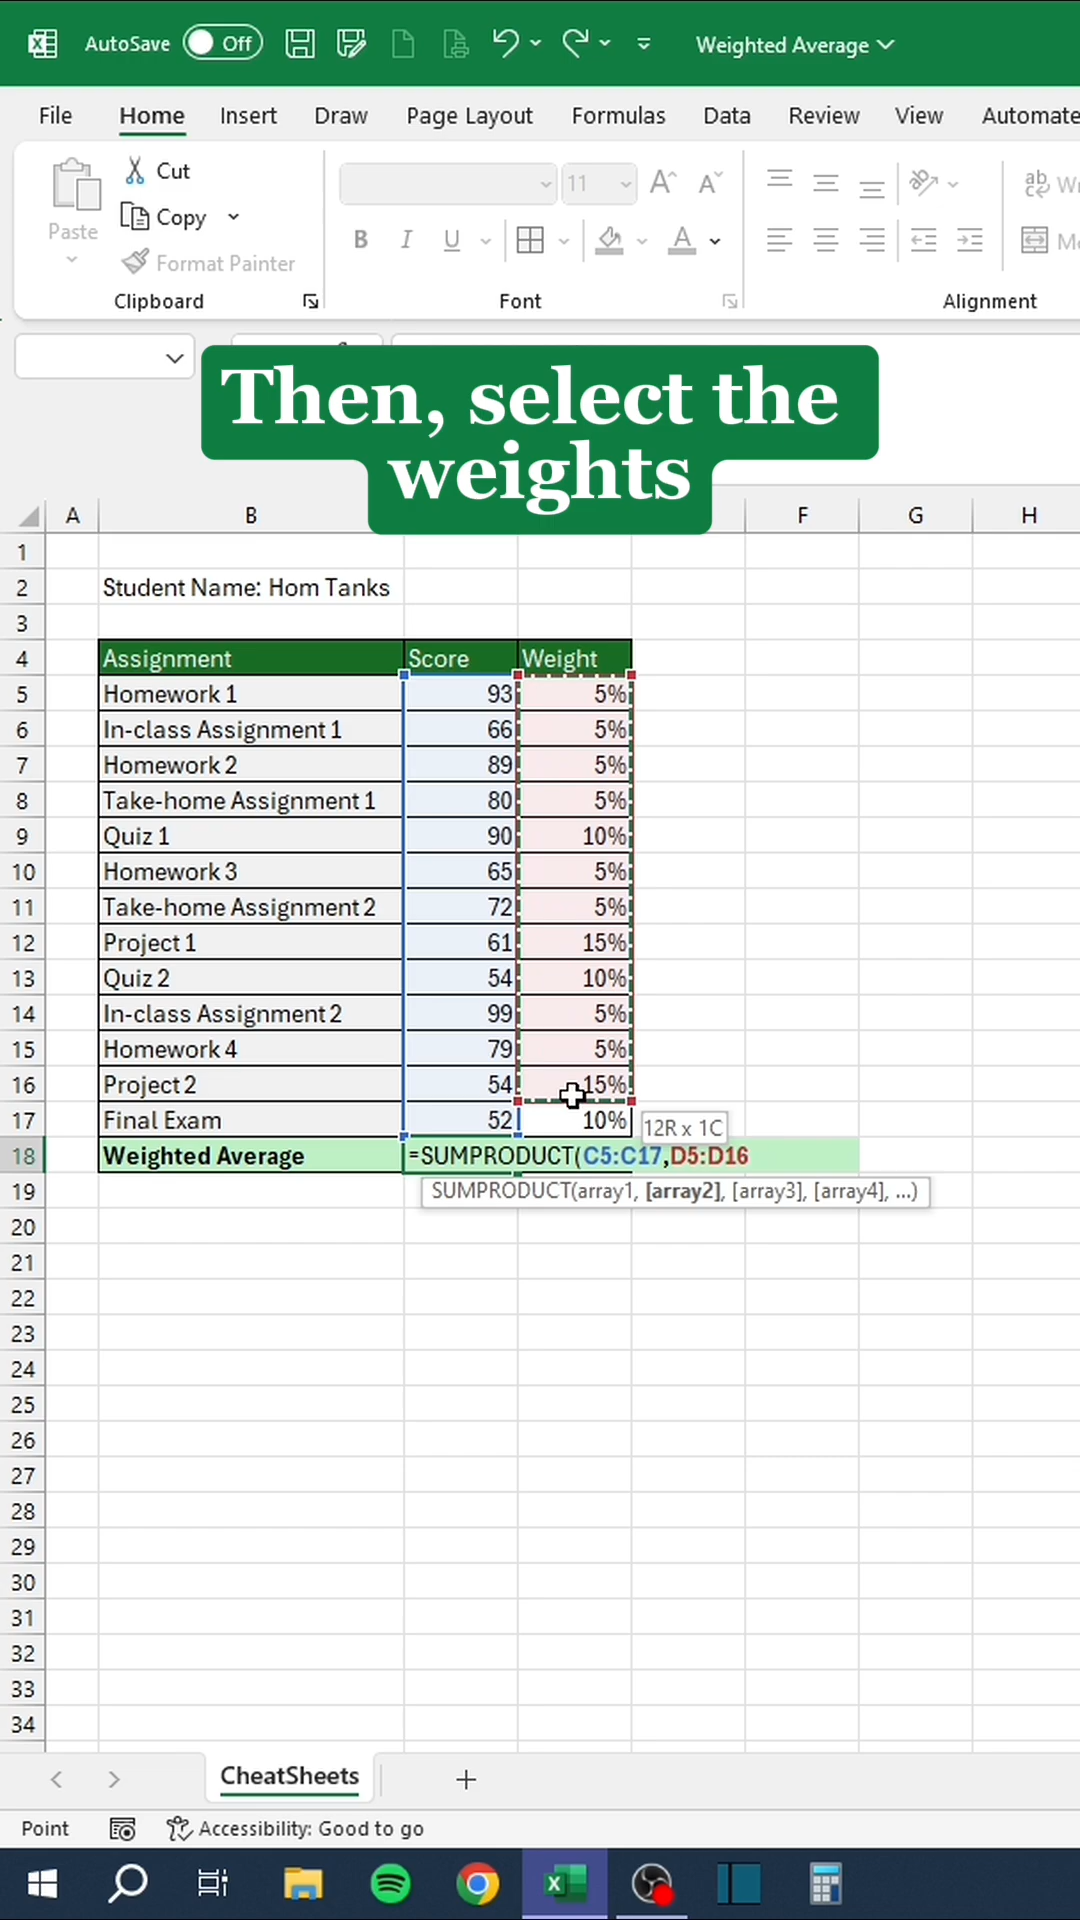 AutoSave Off Weighted Average
File Home Insert Draw Page Layout Formulas Data Review View Automate
Paste Cut
Copy
Format Painter
11
B I U A
ab
Clipboard Font Alignment
Then, select the
weights
A B F G H
1
2 Student Name: Hom Tanks
3
4 Assignment Score Weight
5 Homework 1 93 5%
6 In-class Assignment 1 66 5%
7 Homework 2 89 5%
8 Take-home Assignment 1 80 5%
9 Quiz 1 90 10%
10 Homework 3 65 5%
11 Take-home Assignment 2 72 5%
12 Project 1 61 15%
13 Quiz 2 54 10%
14 In-class Assignment 2 99 5%
15 Homework 4 79 5%
16 Project 2 54 15%
17 Final Exam 52 10% 12R x 1C
18 Weighted Average =SUMPRODUCT(C5:C17,D5:D16
19 SUMPRODUCT(array1, [array2], [array3], [array4], ...)
20
21
22
23
24
25
26
27
28
29
30
31
32
33
34
CheatSheets
Point Accessibility: Good to go